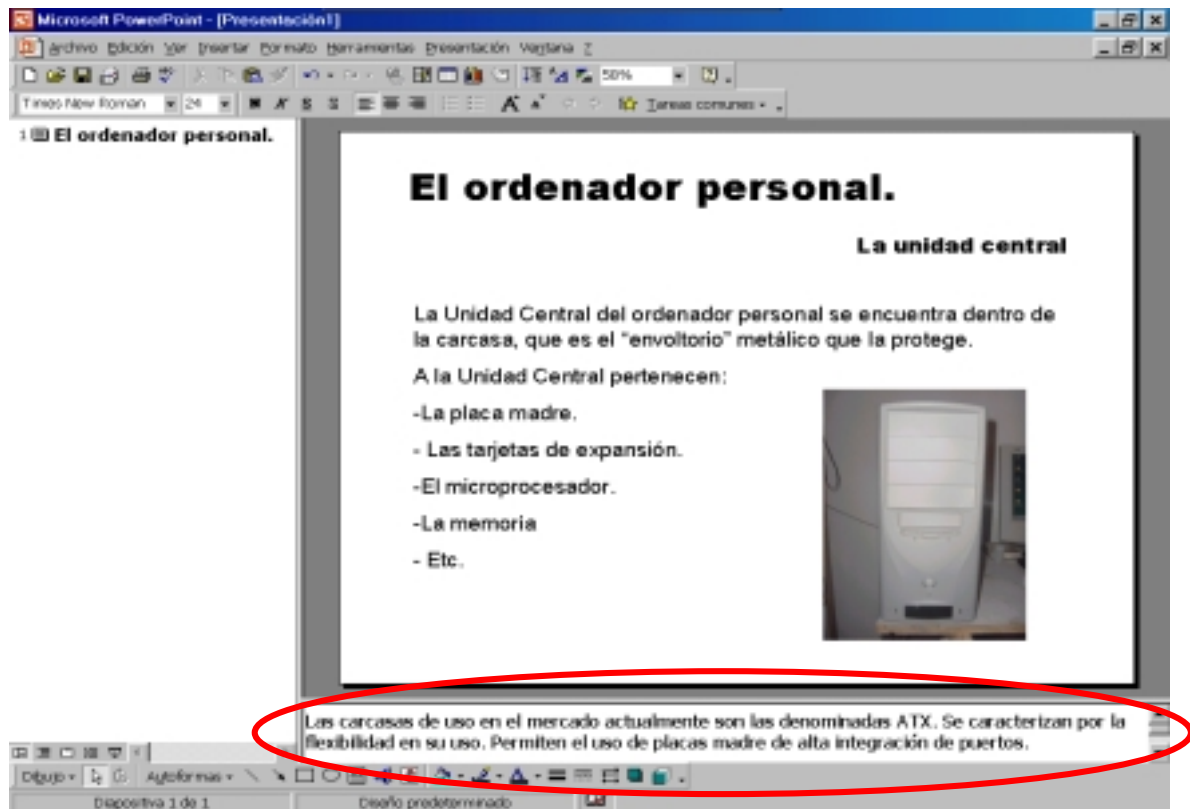 Microsoft PowerPoint - [Presentación1]
Archivo Edición Ver Insertar Formato Herramientas Presentación Ventana ?
50%
Times New Roman 24 N K S S Tareas comunes
1 El ordenador personal.
El ordenador personal.
La unidad central
La Unidad Central del ordenador personal se encuentra dentro de
la carcasa, que es el “envoltorio” metálico que la protege.
A la Unidad Central pertenecen:
-La placa madre.
- Las tarjetas de expansión.
-El microprocesador.
-La memoria
- Etc.
Las carcasas de uso en el mercado actualmente son las denominadas ATX. Se caracterizan por la
flexibilidad en su uso. Permiten el uso de placas madre de alta integración de puertos.
Dibujo Autoformas
Diapositiva 1 de 1 Diseño predeterminado